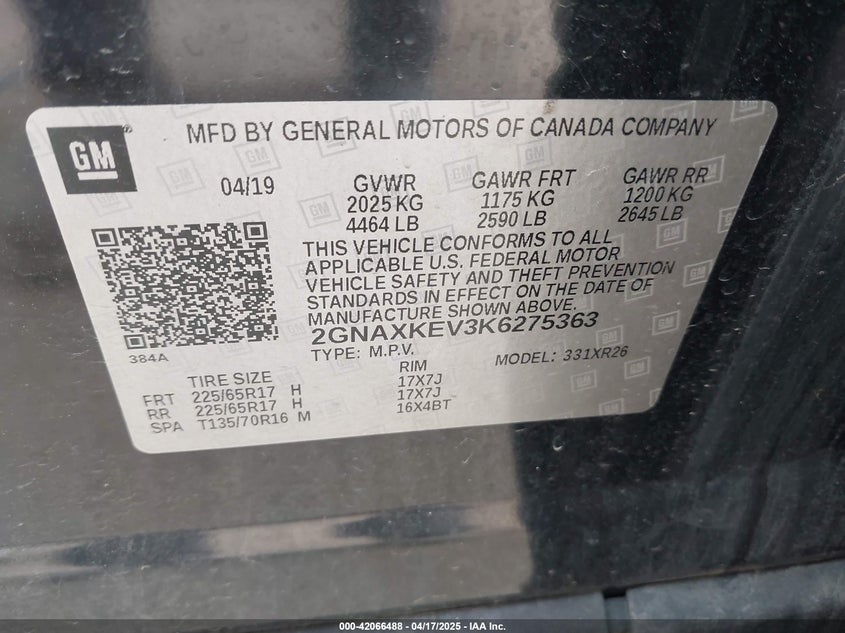 GM
MFD BY GENERAL MOTORS OF CANADA COMPANY
04/19
GVWR
2025 KG
4464 LB
GAWR FRT
1175 KG
2590 LB
GAWR RR
1200 KG
2645 LB
THIS VEHICLE CONFORMS TO ALL
APPLICABLE U.S. FEDERAL MOTOR
VEHICLE SAFETY AND THEFT PREVENTION
STANDARDS IN EFFECT ON THE DATE OF
MANUFACTURE SHOWN ABOVE.
2GNAXKEV3K6275363
384A
TYPE: M.P.V. MODEL: 331XR26
TIRE SIZE RIM
FRT 225/65R17 H 17X7J
RR 225/65R17 H 17X7J
SPA T135/70R16 M 16X4BT
000-42066488 - 04/17/2025 - IAA Inc.